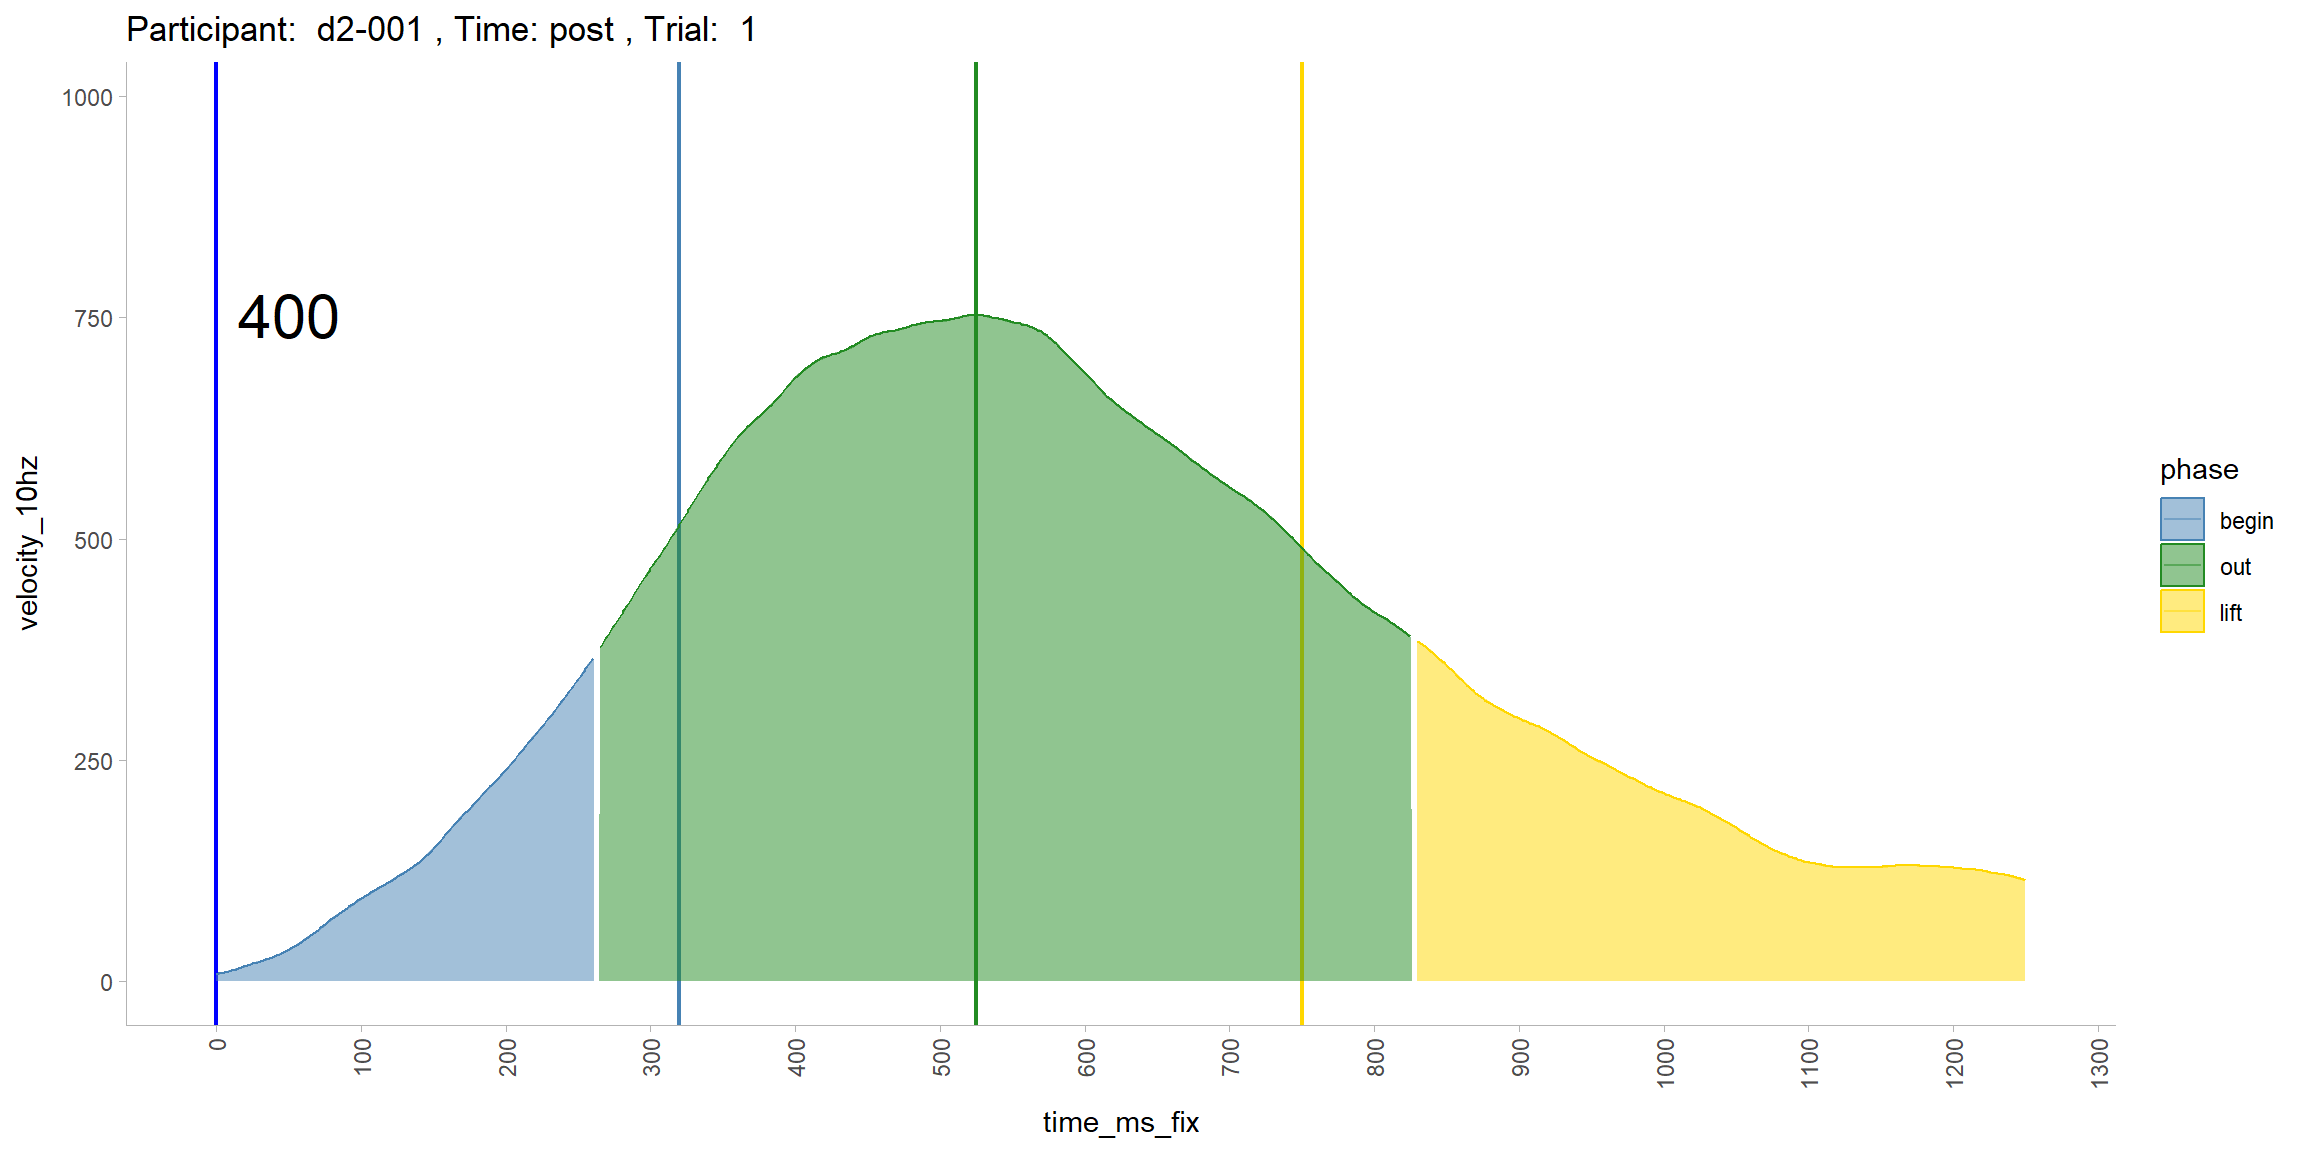 Participant:  d2-001 , Time: post , Trial:  1
1000
750
500
250
0
velocity_10hz
400
0
100
200
300
400
500
600
700
800
900
1000
1100
1200
1300
time_ms_fix
phase
begin
out
lift